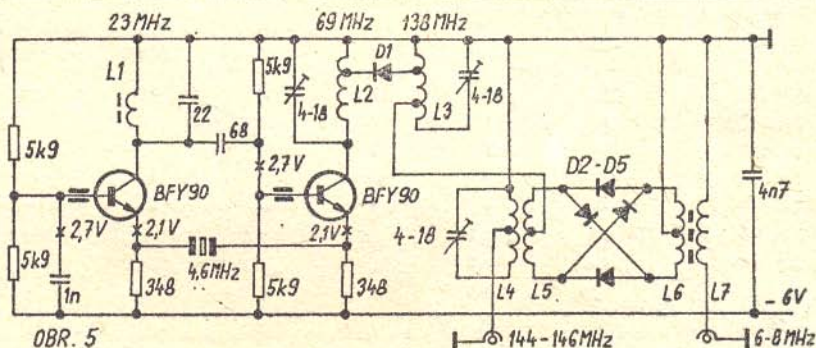 23 MHz
69 MHz
138 MHz
D1
L1
22
5k9
4-18
L2
L3
4-18
68
5k9
2,7V
D2-D5
BFY90
BFY90
4n7
2,7V
2,1V
2,1V
4-18
5k9
4,6MHz
1n
348
5k9
348
L4
L5
L6
L7
- 6V
OBR. 5
144-146MHz
6-8MHz